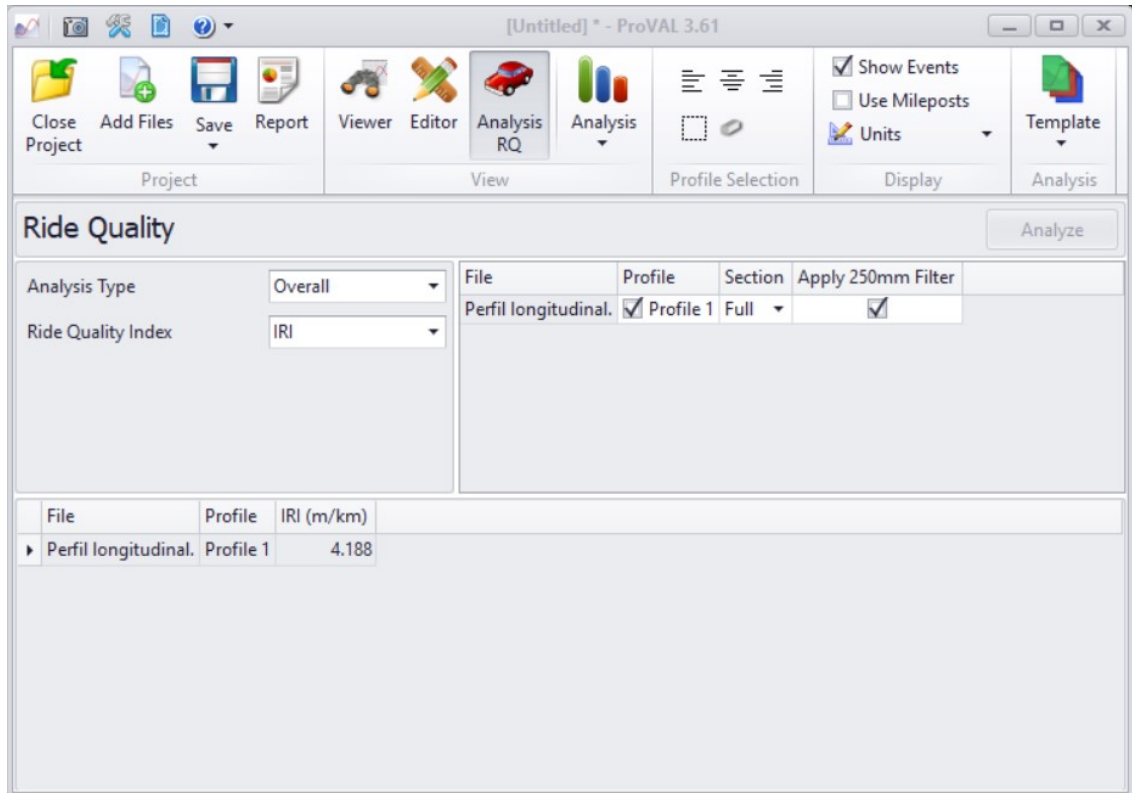 [Untitled] * - ProVAL 3.61
Close Project
Add Files
Save
Report
Viewer
Editor
Analysis RQ
Analysis
Show Events
Use Mileposts
Units
Template
Project
View
Profile Selection
Display
Analysis
Ride Quality
Analyze
Analysis Type Overall
Ride Quality Index IRI
File Profile Section Apply 250mm Filter
Perfil longitudinal. Profile 1 Full
File Profile IRI (m/km)
Perfil longitudinal. Profile 1 4.188